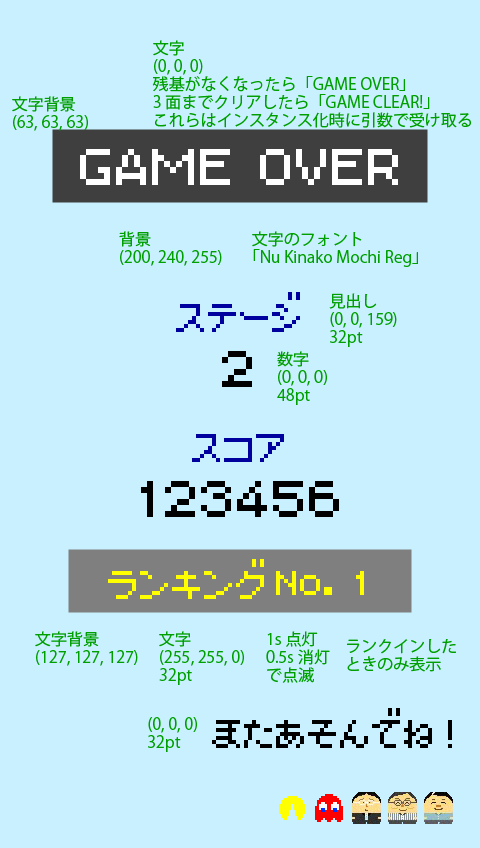 文字
(0, 0, 0)
残基がなくなったら「GAME OVER」
3 面までクリアしたら「GAME CLEAR!」
これらはインスタンス化時に引数で受け取る
文字背景
(63, 63, 63)
GAME OVER
背景
(200, 240, 255)
文字のフォント
「Nu Kinako Mochi Reg」
ステージ
見出し
(0, 0, 159)
32pt
2
数字
(0, 0, 0)
48pt
スコア
123456
ランキングNo. 1
文字背景
(127, 127, 127)
文字
(255, 255, 0)
32pt
1s 点灯
0.5s 消灯
で点滅
ランクインした
ときのみ表示
(0, 0, 0)
32pt
またあそんでね！